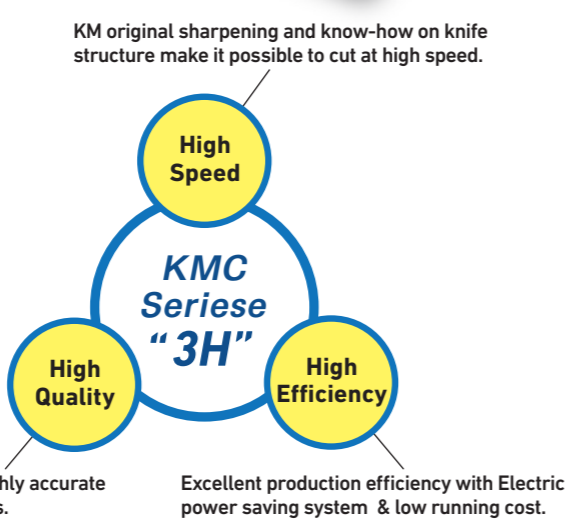 KM original sharpening and know-how on knife
structure make it possible to cut at high speed.
High
Speed
KMC
Seriese
“3H”
High
Quality
High
Efficiency
hly accurate
s.
Excellent production efficiency with Electric
power saving system & low running cost.